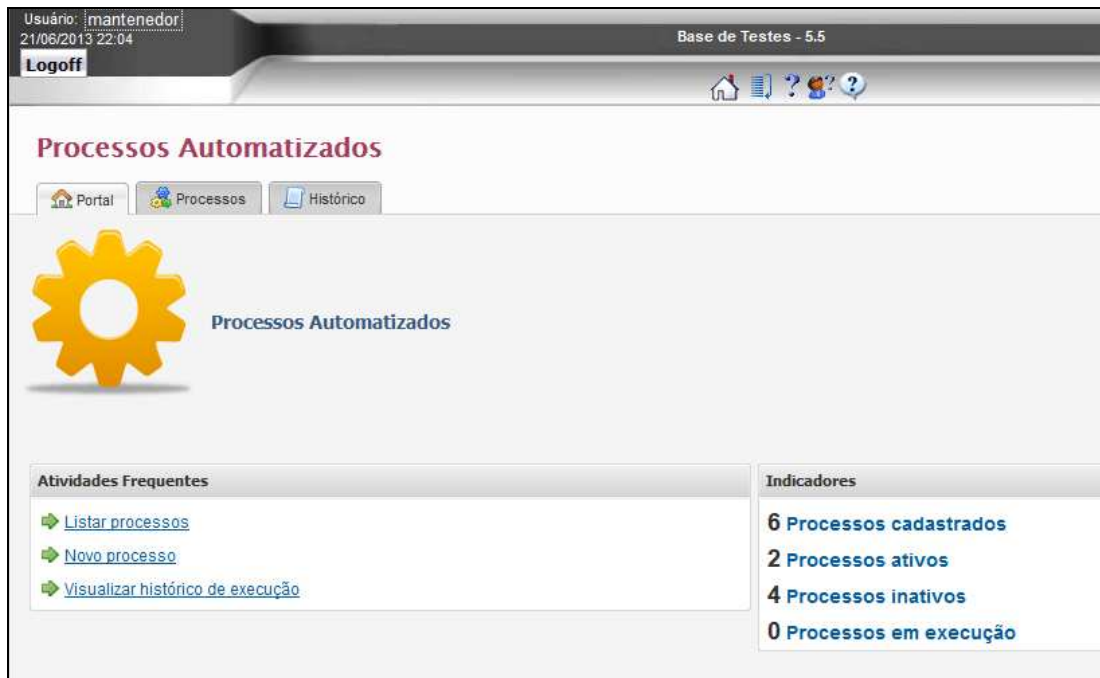 Usuário: mantenedor
21/06/2013 22:04
Base de Testes - 5.5
Logoff
Processos Automatizados
Portal
Processos
Histórico
Processos Automatizados
Atividades Frequentes
Listar processos
Novo processo
Visualizar histórico de execução
Indicadores
6 Processos cadastrados
2 Processos ativos
4 Processos inativos
0 Processos em execução